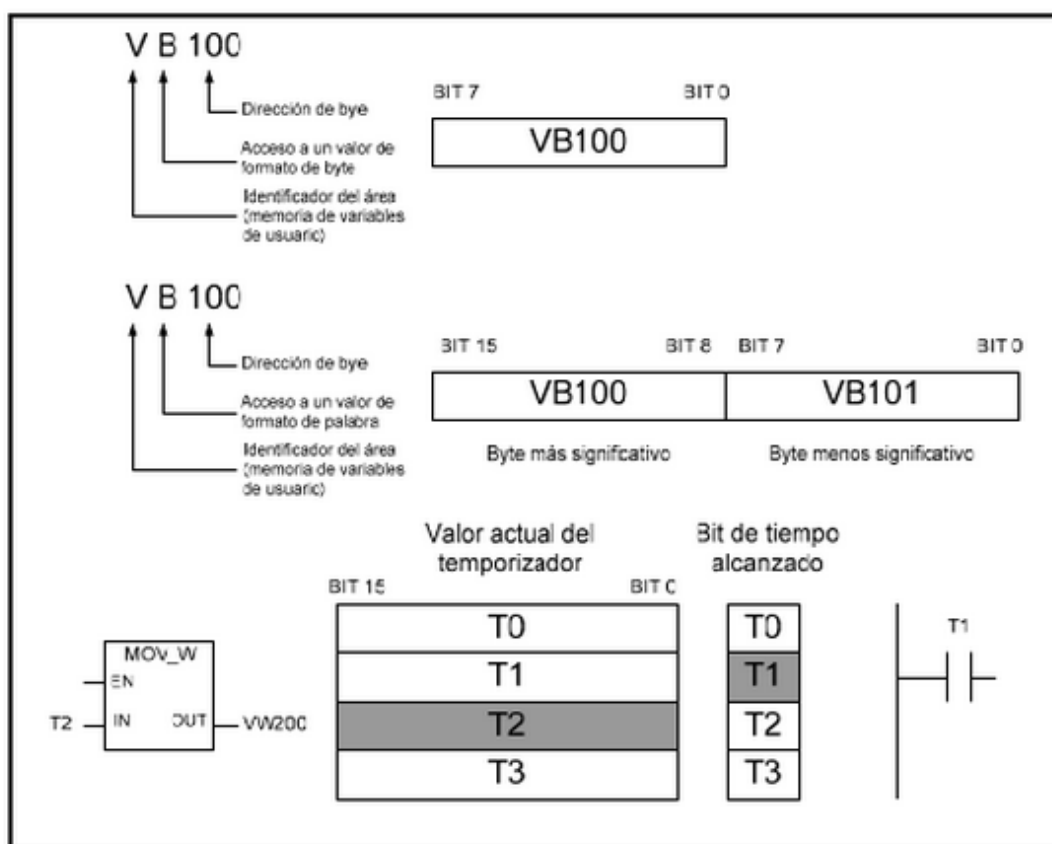 V B 100
Dirección de bye
Acceso a un valor de
formato de byte
Identificador del área
(memoria de variables
de usuario)
BIT 7 BIT 0
VB100
V B 100
Dirección de bye
Acceso a un valor de
formato de palabra
Identificador del área
(memoria de variables
de usuario)
BIT 15 BIT 8 BIT 7 BIT 0
VB100 VB101
Byte más significativo Byte menos significativo
Valor actual del
temporizador
BIT 15 BIT 0
Bit de tiempo
alcanzado
MOV_W
EN
T2 IN OUT VW200
T0
T1
T2
T3
T0
T1
T2
T3
T1